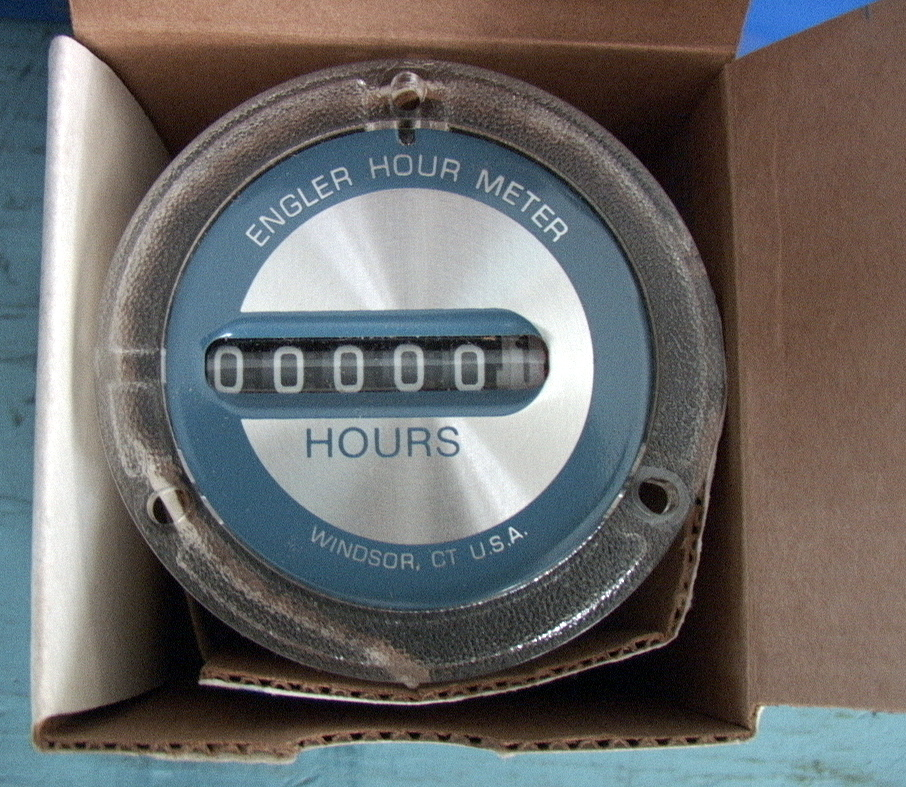 ENGLER HOUR METER
00000
HOURS
WINDSOR, CT U.S.A.